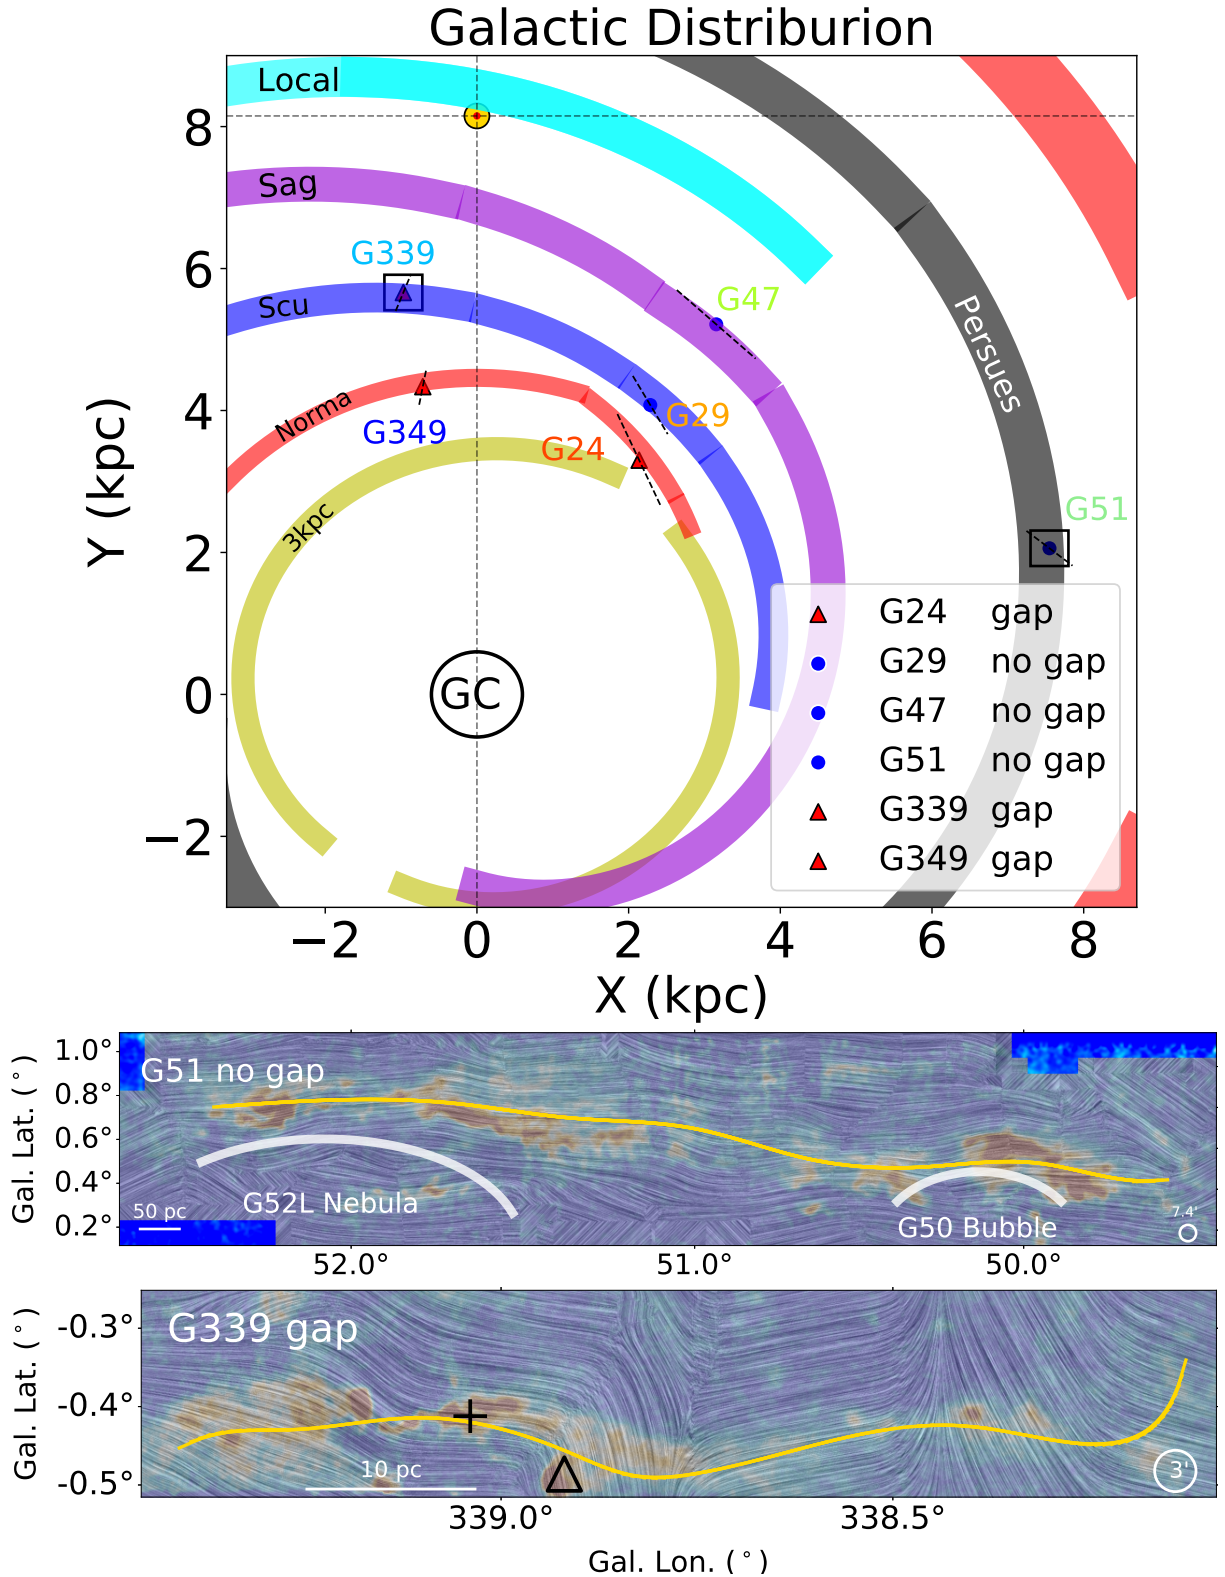 Galactic Distriburion
Local
8
Sag
6
G339
G47
Scu
Persues
Norma
4
G349
G29
G24
Y (kpc)
3kpc
G51
2
G24 gap
G29 no gap
0
GC
G47 no gap
G51 no gap
−2
G339 gap
G349 gap
−2 0 2 4 6 8
X (kpc)
1.0°
G51 no gap
0.8°
Gal. Lat. (°)
0.6°
0.4°
G52L Nebula
50 pc
G50 Bubble
7.4'
0.2°
52.0° 51.0° 50.0°
-0.3°
G339 gap
Gal. Lat. (°)
-0.4°
10 pc
3'
-0.5°
339.0° 338.5°
Gal. Lon. (°)